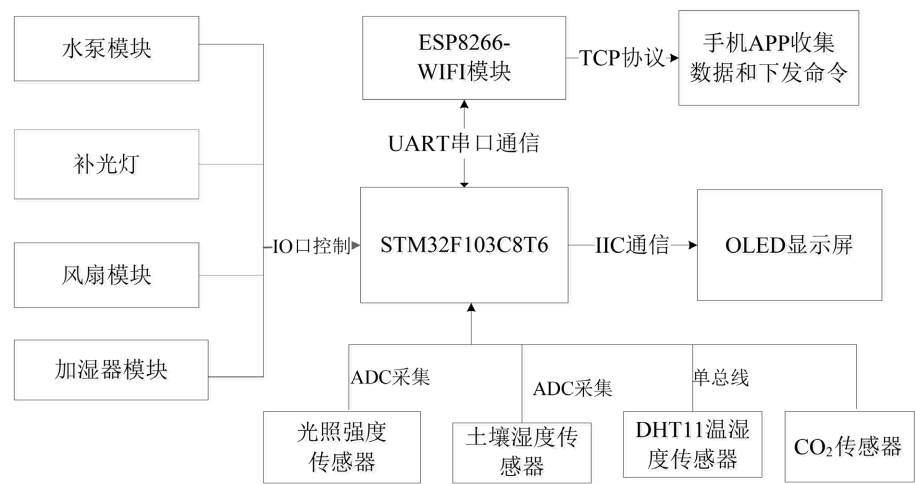 水泵模块
补光灯
风扇模块
加湿器模块
IO口控制
ESP8266-
WIFI模块
TCP协议
手机APP收集
数据和下发命令
UART串口通信
STM32F103C8T6
IIC通信
OLED显示屏
ADC采集
ADC采集
单总线
光照强度
传感器
土壤湿度传
感器
DHT11温湿
度传感器
CO₂传感器